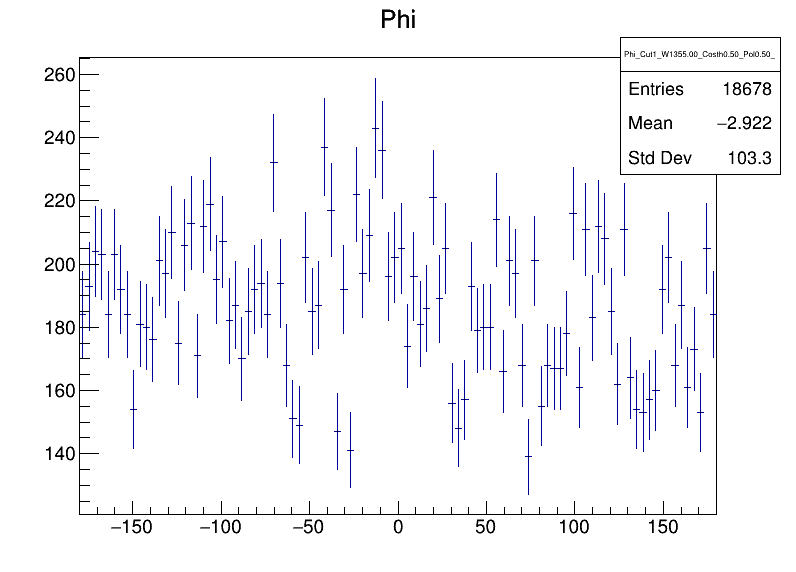 Phi
Phi_Cut1_W1355.00_Costh0.50_Pol0.50_
Entries 18678
Mean −2.922
Std Dev 103.3
260
240
220
200
180
160
140
−150 −100 −50 0 50 100 150